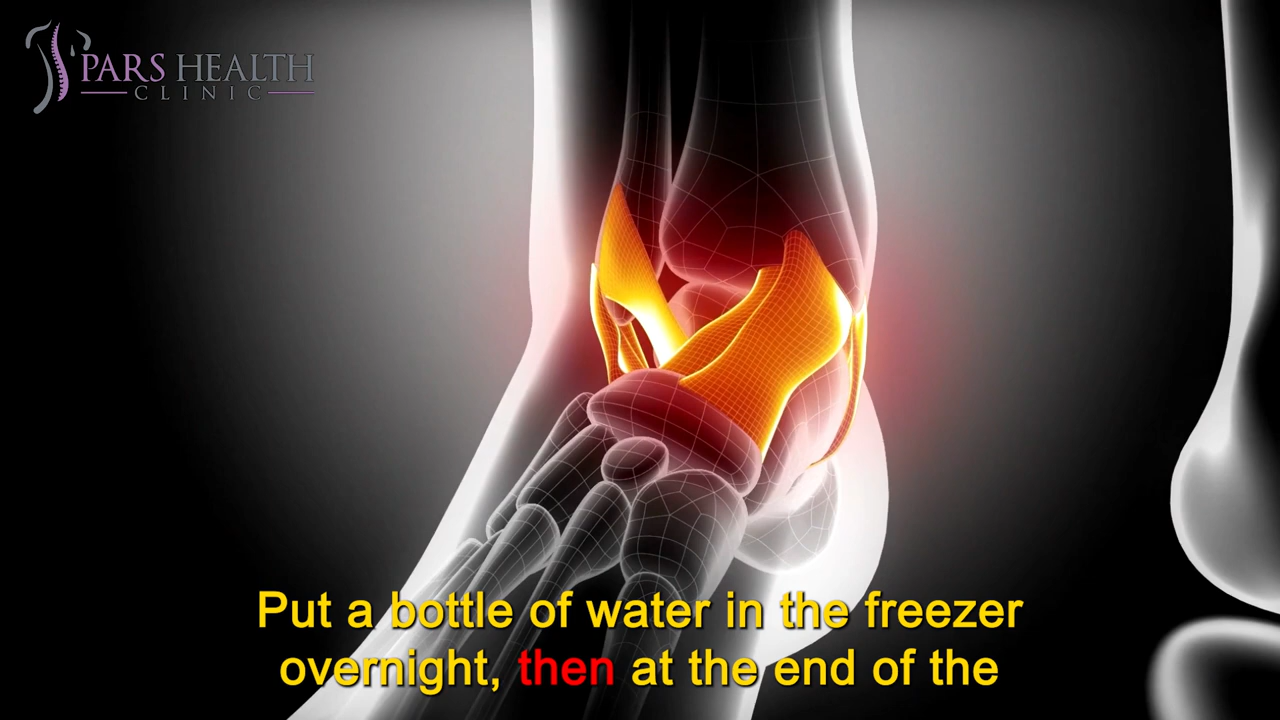 PARS HEALTH
CLINIC
Put a bottle of water in the freezer
overnight, then at the end of the